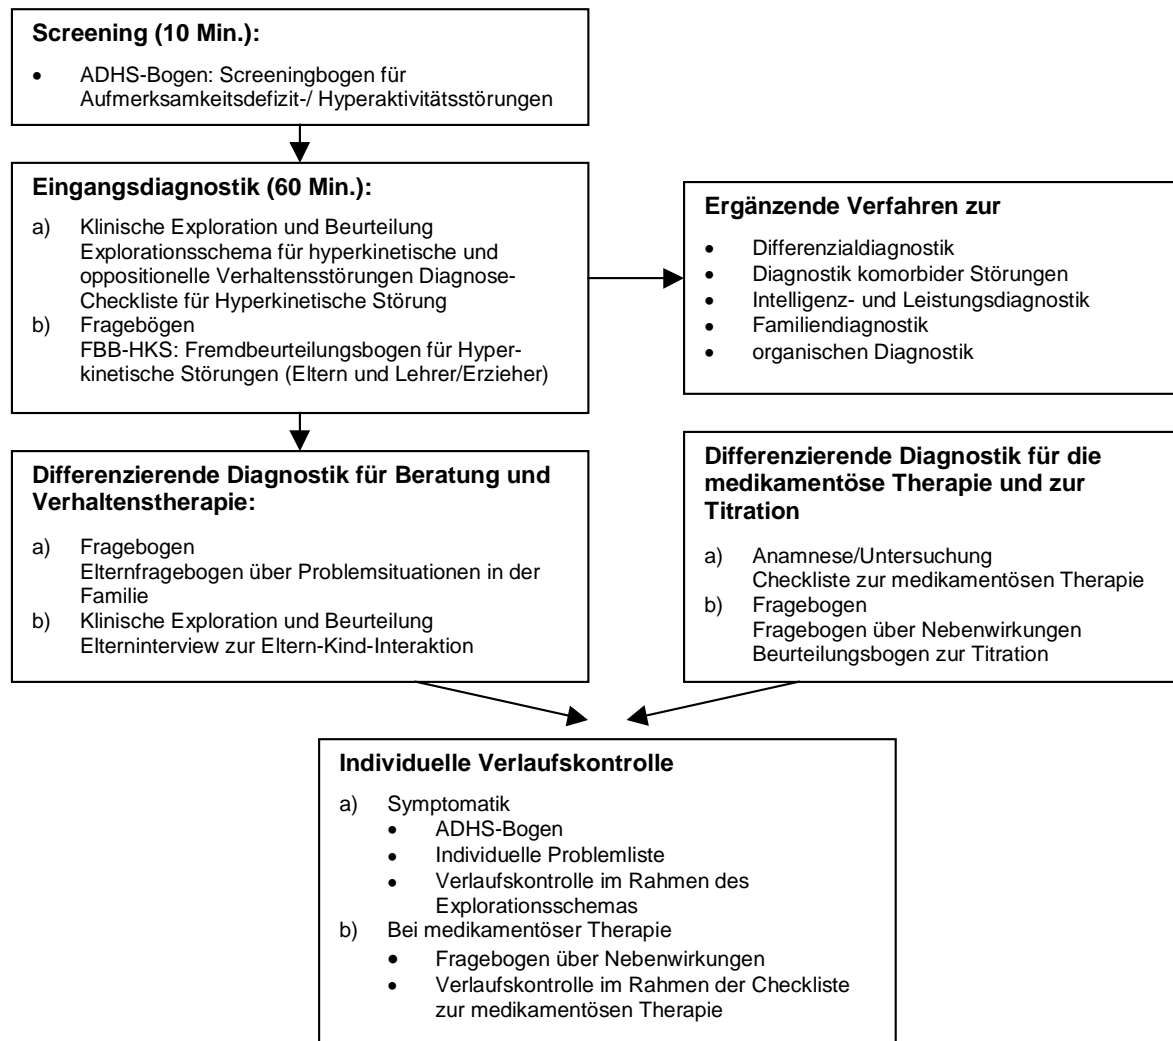 Screening (10 Min.):
• ADHS-Bogen: Screeningbogen für
Aufmerksamkeitsdefizit-/ Hyperaktivitätsstörungen
Eingangsdiagnostik (60 Min.):
a) Klinische Exploration und Beurteilung
Explorationsschema für hyperkinetische und
oppositionelle Verhaltensstörungen Diagnose-
Checkliste für Hyperkinetische Störung
b) Fragebögen
FBB-HKS: Fremdbeurteilungsbogen für Hyper-
kinetische Störungen (Eltern und Lehrer/Erzieher)
Ergänzende Verfahren zur
• Differenzialdiagnostik
• Diagnostik komorbider Störungen
• Intelligenz- und Leistungsdiagnostik
• Familiendiagnostik
• organischen Diagnostik
Differenzierende Diagnostik für Beratung und
Verhaltenstherapie:
a) Fragebogen
Elternfragebogen über Problemsituationen in der
Familie
b) Klinische Exploration und Beurteilung
Elterninterview zur Eltern-Kind-Interaktion
Differenzierende Diagnostik für die
medikamentöse Therapie und zur
Titration
a) Anamnese/Untersuchung
Checkliste zur medikamentösen Therapie
b) Fragebogen
Fragebogen über Nebenwirkungen
Beurteilungsbogen zur Titration
Individuelle Verlaufskontrolle
a) Symptomatik
• ADHS-Bogen
• Individuelle Problemliste
• Verlaufskontrolle im Rahmen des
Explorationsschemas
b) Bei medikamentöser Therapie
• Fragebogen über Nebenwirkungen
• Verlaufskontrolle im Rahmen der Checkliste
zur medikamentösen Therapie